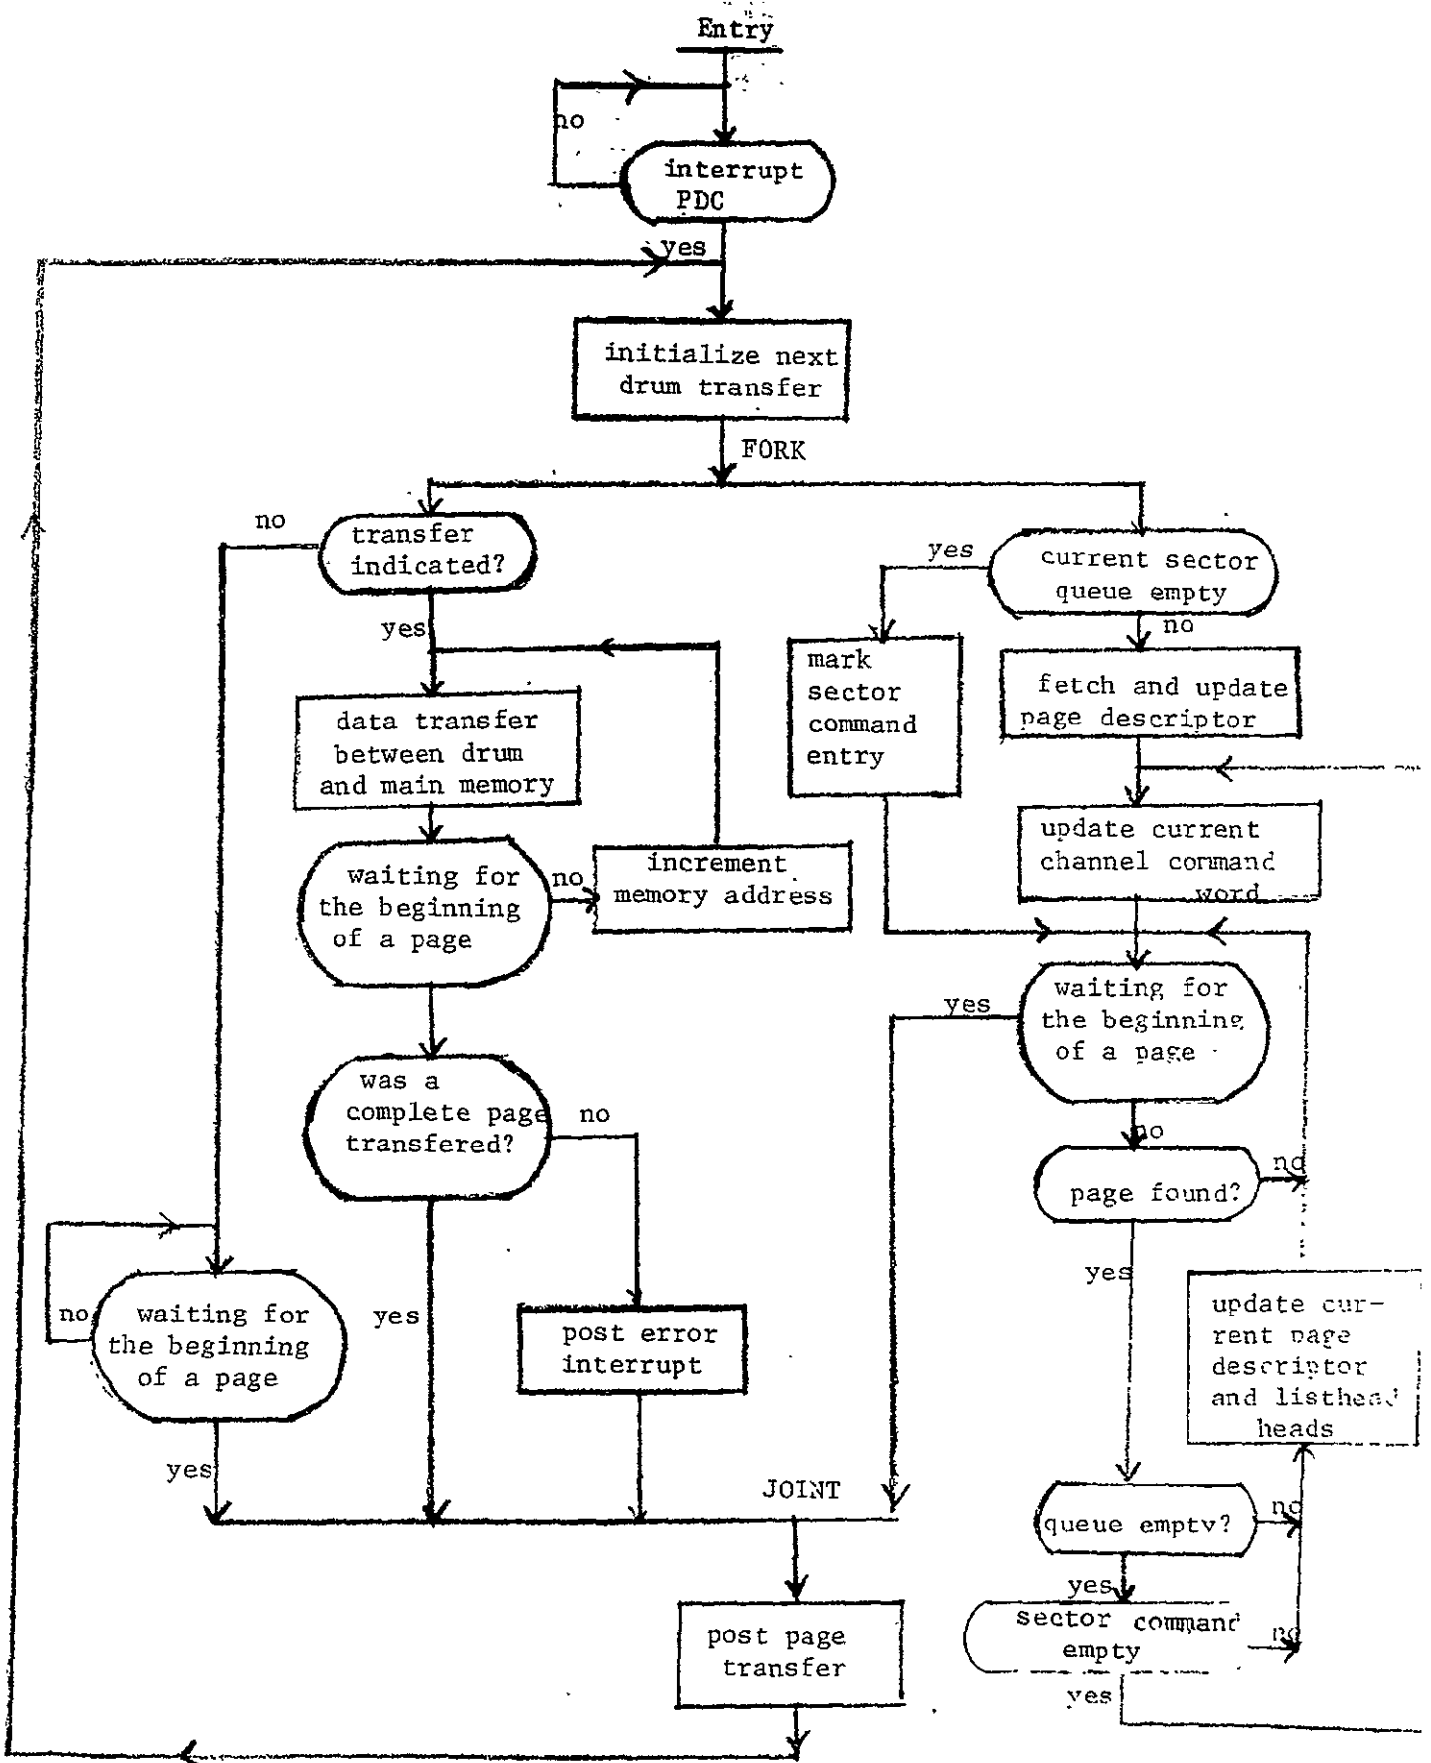 Entry
no
interrupt
PDC
yes
initialize next
drum transfer
FORK
no
transfer
indicated?
yes
current sector
queue empty
yes
no
mark
sector
command
entry
fetch and update
page descriptor
data transfer
between drum
and main memory
update current
channel command
word
waiting for
the beginning
of a page
no
increment
memory address
waiting for
the beginning
of a page
yes
no
was a
complete page
transfered?
no
page found?
no
yes
no
waiting for
the beginning
of a page
yes
yes
post error
interrupt
update cur-
rent page
descriptor
and listhead
heads
JOINT
queue empty?
no
yes
sector command
empty
no
yes
post page
transfer